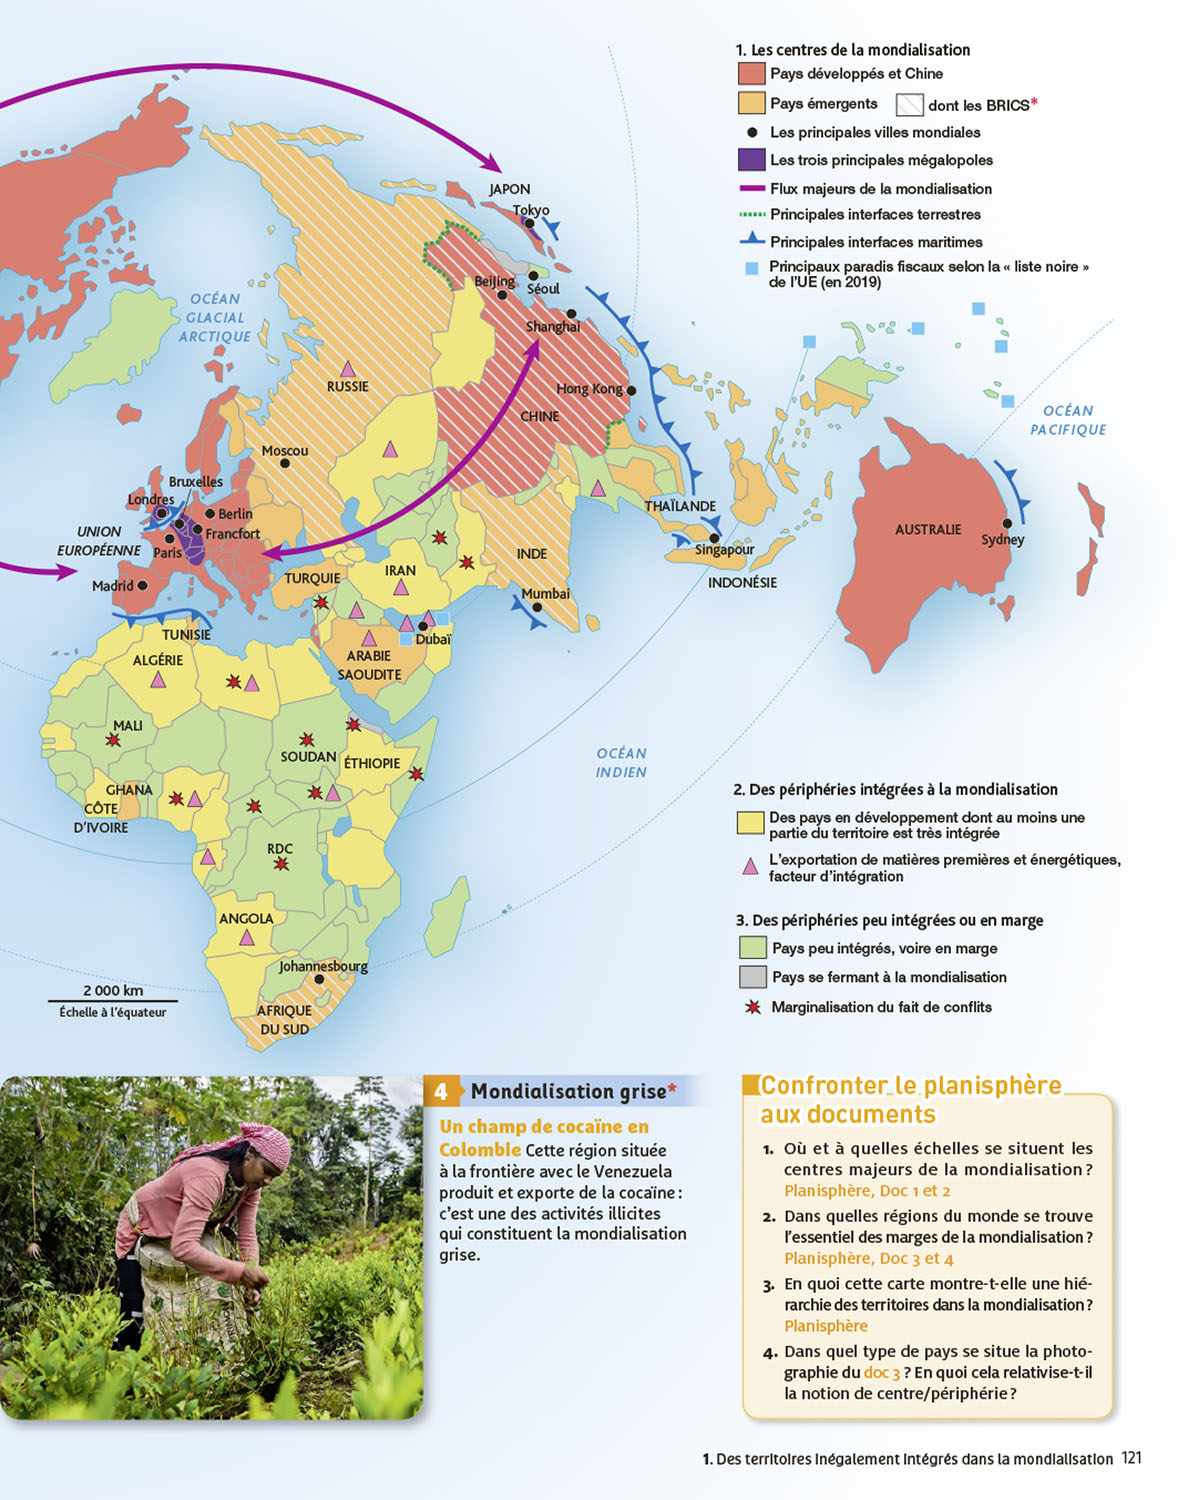 1. Les centres de la mondialisation
Pays développés et Chine
Pays émergents
dont les BRICS*
Les principales villes mondiales
Les trois principales mégalopoles
Flux majeurs de la mondialisation
Principales interfaces terrestres
Principales interfaces maritimes
Principaux paradis fiscaux selon la « liste noire »
de l'UE (en 2019)
JAPON
Tokyo
OCÉAN
GLACIAL
ARCTIQUE
Beijing
Séoul
Shanghai
RUSSIE
Hong Kong
CHINE
OCÉAN
PACIFIQUE
Moscou
Bruxelles
Londres
Berlin
Francfort
UNION
EUROPÉENNE
Paris
Madrid
THAÏLANDE
Singapour
INDONÉSIE
AUSTRALIE
Sydney
TURQUIE
IRAN
INDE
Mumbai
TUNISIE
Dubaï
ALGÉRIE
ARABIE
SAOUDITE
MALI
SOUDAN
ÉTHIOPIE
OCÉAN
INDIEN
GHANA
CÔTE
D'IVOIRE
RDC
ANGOLA
Johannesbourg
AFRIQUE
DU SUD
2 000 km
Échelle à l'équateur
2. Des périphéries intégrées à la mondialisation
Des pays en développement dont au moins une
partie du territoire est très intégrée
L'exportation de matières premières et énergétiques,
facteur d'intégration
3. Des périphéries peu intégrées ou en marge
Pays peu intégrés, voire en marge
Pays se fermant à la mondialisation
Marginalisation du fait de conflits
4 Mondialisation grise*
Un champ de cocaïne en
Colombie Cette région située
à la frontière avec le Venezuela
produit et exporte de la cocaïne :
c'est une des activités illicites
qui constituent la mondialisation
grise.
Confronter le planisphère
aux documents
1. Où et à quelles échelles se situent les
centres majeurs de la mondialisation ?
Planisphère, Doc 1 et 2
2. Dans quelles régions du monde se trouve
l'essentiel des marges de la mondialisation ?
Planisphère, Doc 3 et 4
3. En quoi cette carte montre-t-elle une hié-
rarchie des territoires dans la mondialisation ?
Planisphère
4. Dans quel type de pays se situe la photo-
graphie du doc 3 ? En quoi cela relativise-t-il
la notion de centre/périphérie ?
1. Des territoires inégalement intégrés dans la mondialisation 121